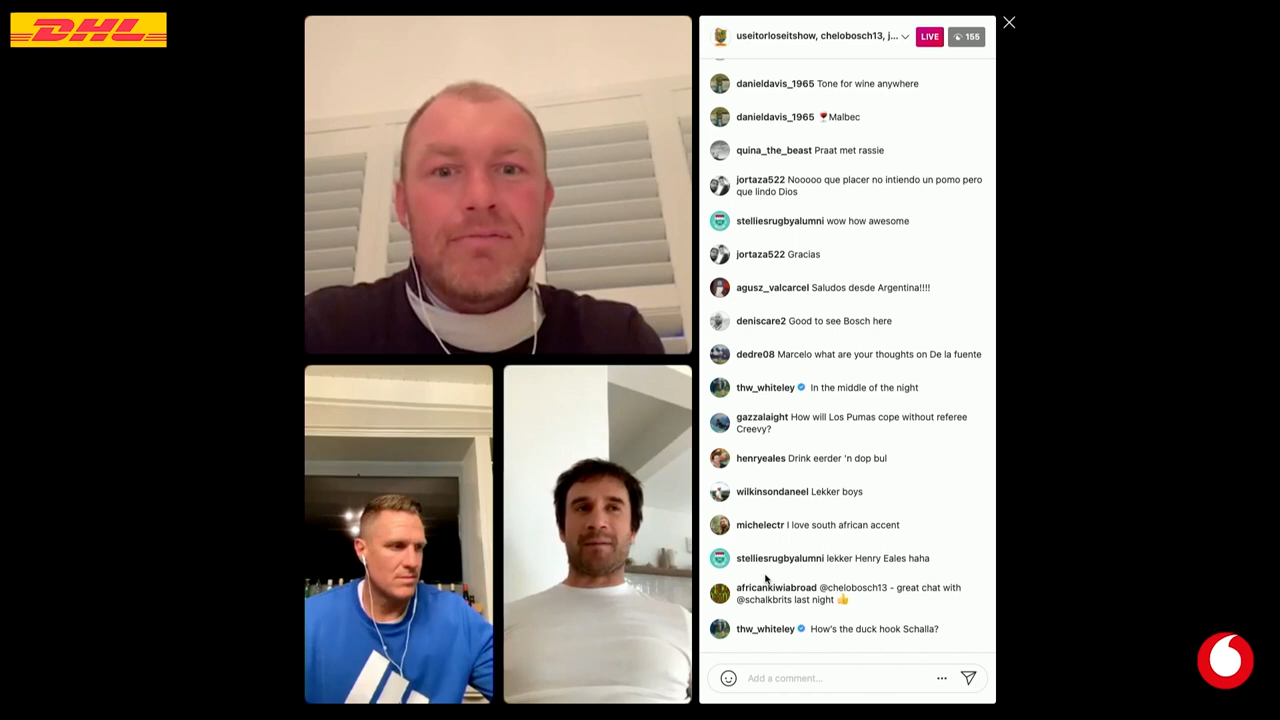 DHL
useitorloseitshow, chelobosch13, j...
LIVE
155
danieldavis_1965 Tone for wine anywhere
danieldavis_1965 🍷Malbec
quina_the_beast Praat met rassie
jortaza522 Nooooo que placer no intiendo un pomo pero
que lindo Dios
stelliesrugbyalumni wow how awesome
jortaza522 Gracias
agusz_valcarcel Saludos desde Argentina!!!!
deniscare2 Good to see Bosch here
dedre08 Marcelo what are your thoughts on De la fuente
thw_whiteley In the middle of the night
gazzalaight How will Los Pumas cope without referee
Creevy?
henryeales Drink eerder 'n dop bul
wilkinsondaneel Lekker boys
michelectr I love south african accent
stelliesrugbyalumni lekker Henry Eales haha
africankiwiabroad @chelobosch13 - great chat with
@schalkbrits last night 👍
thw_whiteley How's the duck hook Schalla?
Add a comment...